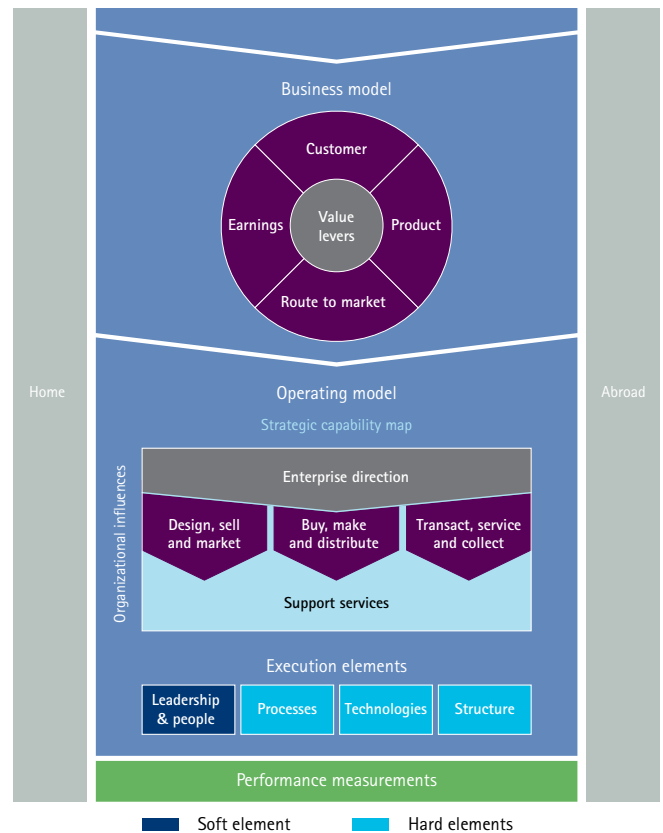 Business model
Customer
Earnings
Value
levers
Product
Route to market
Home
Abroad
Operating model
Strategic capability map
Organizational influences
Enterprise direction
Design, sell
and market
Buy, make
and distribute
Transact, service
and collect
Support services
Execution elements
Leadership
& people
Processes
Technologies
Structure
Performance measurements
Soft element
Hard elements